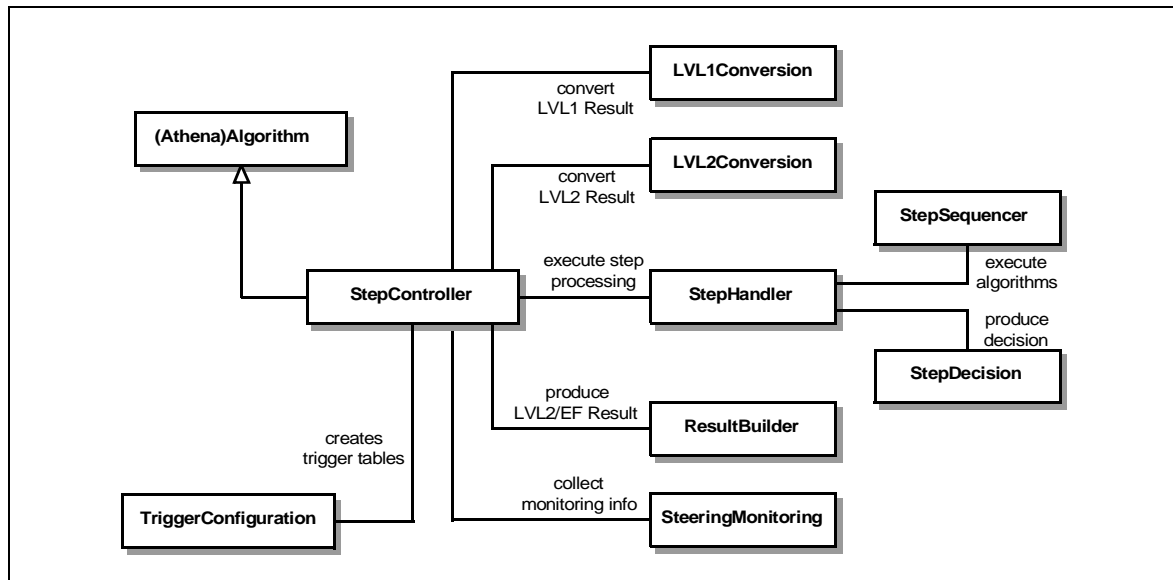 LVL1Conversion
convert
LVL1 Result
(Athena)Algorithm
LVL2Conversion
convert
LVL2 Result
StepSequencer
execute step
processing
execute
algorithms
StepController
StepHandler
produce
decision
StepDecision
produce
LVL2/EF Result
ResultBuilder
creates
trigger tables
collect
monitoring info
TriggerConfiguration
SteeringMonitoring